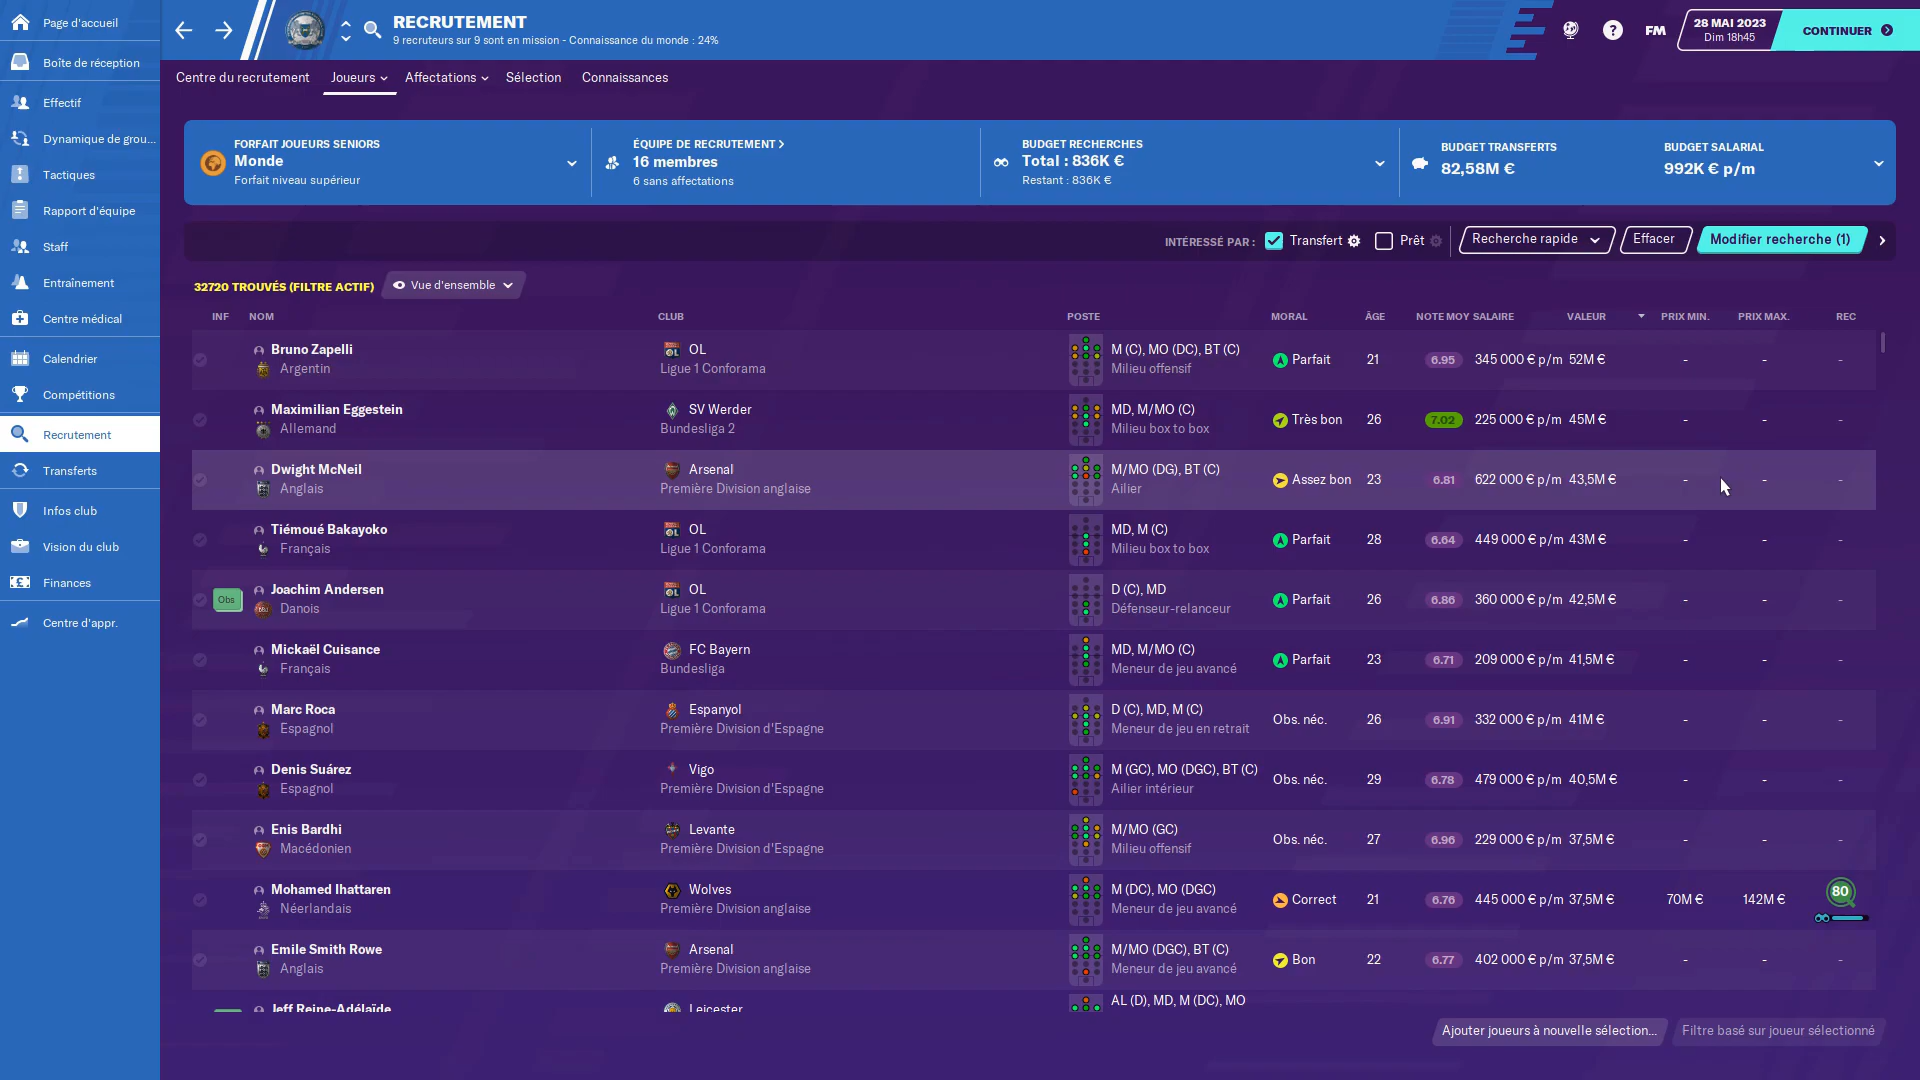 Page d'accueil
Boîte de réception
Effectif
Dynamique de grou...
Tactiques
Rapport d'équipe
Staff
Entraînement
Centre médical
Calendrier
Compétitions
Recrutement
Transferts
Infos club
Vision du club
Finances
Centre d'appr.
RECRUTEMENT
9 recruteurs sur 9 sont en mission - Connaissance du monde : 24%
FM
28 MAI 2023
Dim 18h45
CONTINUER
Centre du recrutement Joueurs Affectations Sélection Connaissances
FORFAIT JOUEURS SENIORS
Monde
Forfait niveau supérieur
ÉQUIPE DE RECRUTEMENT
16 membres
6 sans affectations
BUDGET RECHERCHES
Total : 836K €
Restant : 836K €
BUDGET TRANSFERTS
82,58M €
BUDGET SALARIAL
992K € p/m
INTÉRESSÉ PAR : Transfert Prêt Recherche rapide Effacer Modifier recherche (1)
32720 TROUVÉS (FILTRE ACTIF) Vue d'ensemble
INF NOM CLUB POSTE MORAL ÂGE NOTE MOY SALAIRE VALEUR PRIX MIN. PRIX MAX. REC
Bruno Zapelli OL M (C), MO (DC), BT (C) Parfait 21 6.95 345 000 € p/m 52M € - - -
Argentin Ligue 1 Conforama Milieu offensif
Maximilian Eggestein SV Werder MD, M/MO (C) Très bon 26 7.02 225 000 € p/m 45M € - - -
Allemand Bundesliga 2 Milieu box to box
Dwight McNeil Arsenal M/MO (DG), BT (C) Assez bon 23 6.81 622 000 € p/m 43,5M € - - -
Anglais Première Division anglaise Ailier
Tiémoué Bakayoko OL MD, M (C) Parfait 28 6.64 449 000 € p/m 43M € - - -
Français Ligue 1 Conforama Milieu box to box
Obs Joachim Andersen OL D (C), MD Parfait 26 6.86 360 000 € p/m 42,5M € - - -
Danois Ligue 1 Conforama Défenseur-relanceur
Mickaël Cuisance FC Bayern MD, M/MO (C) Parfait 23 6.71 209 000 € p/m 41,5M € - - -
Français Bundesliga Meneur de jeu avancé
Marc Roca Espanyol D (C), MD, M (C) Obs. néc. 26 6.91 332 000 € p/m 41M € - - -
Espagnol Première Division d'Espagne Meneur de jeu en retrait
Denis Suárez Vigo M (GC), MO (DGC), BT (C) Obs. néc. 29 6.78 479 000 € p/m 40,5M € - - -
Espagnol Première Division d'Espagne Ailier intérieur
Enis Bardhi Levante M/MO (GC) Obs. néc. 27 6.96 229 000 € p/m 37,5M € - - -
Macédonien Première Division d'Espagne Milieu offensif
Mohamed Ihattaren Wolves M (DC), MO (DGC) Correct 21 6.76 445 000 € p/m 37,5M € 70M € 142M € 80
Néerlandais Première Division anglaise Meneur de jeu avancé
Emile Smith Rowe Arsenal M/MO (DGC), BT (C) Bon 22 6.77 402 000 € p/m 37,5M € - - -
Anglais Première Division anglaise Meneur de jeu avancé
Jeff Reine-Adélaïde Leicester AL (D), MD, M (DC), MO
Ajouter joueurs à nouvelle sélection... Filtre basé sur joueur sélectionné